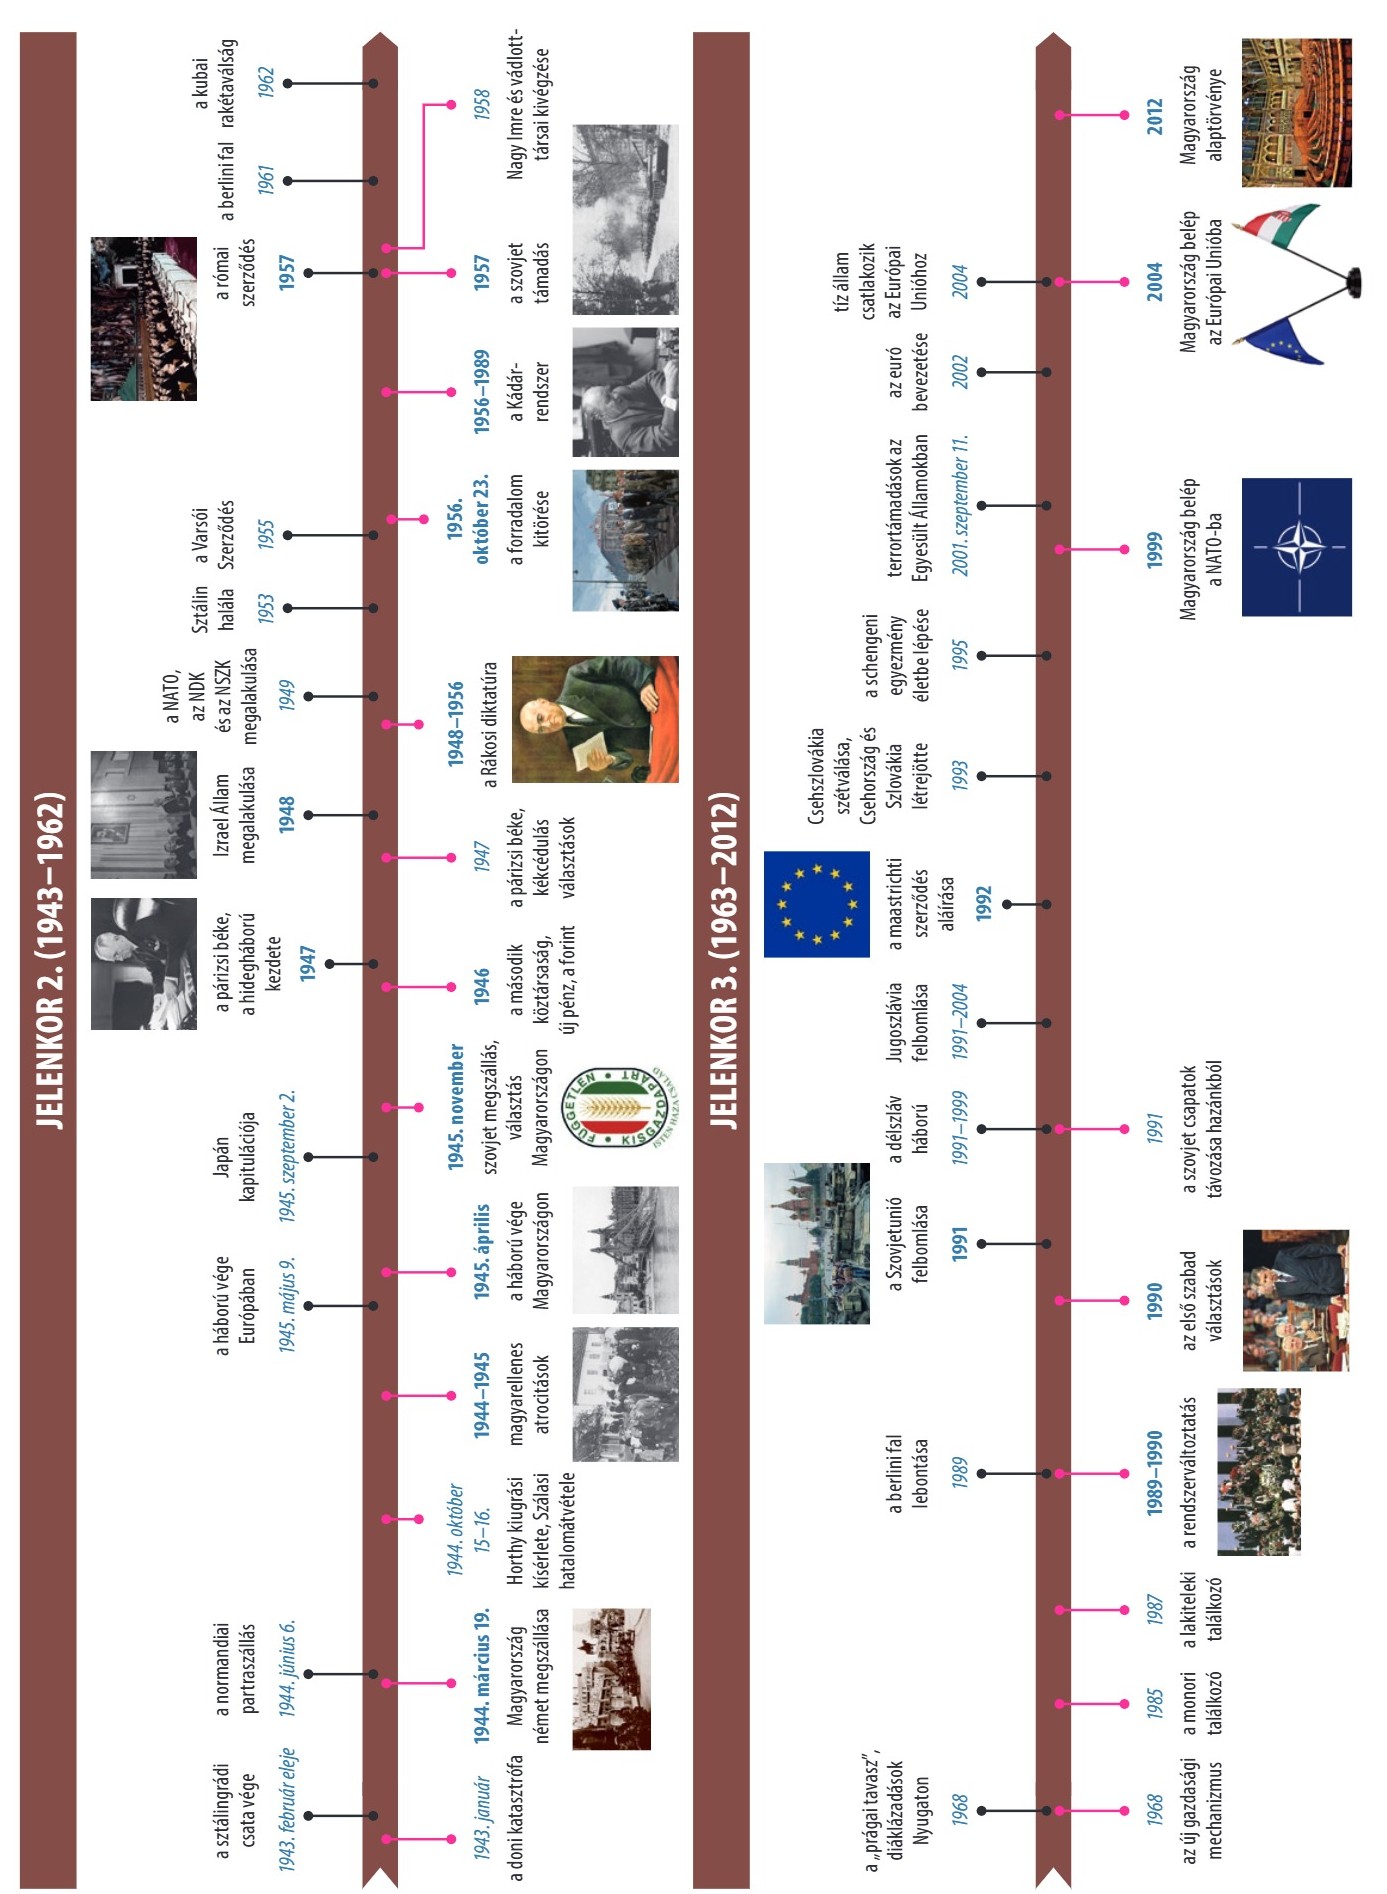 JELENKOR 2. (1943–1962)
a sztálingrádi
csata vége
1943. február eleje
a normandiai
partraszállás
1944. június 6.
a háború vége
Európában
1945. május 9.
Japán
kapitulációja
1945. szeptember 2.
a párizsi béke,
a hidegháború
kezdete
1947
Izrael Állam
megalakulása
1948
a NATO,
az NDK
és az NSZK
megalakulása
1949
Sztálin
halála
1953
a Varsói
Szerződés
1955
a római
szerződés
1957
a berlini fal
1961
a kubai
rakétaválság
1962
1943. január
a doni katasztrófa
1944. március 19.
Magyarország
német megszállása
1944. október
15–16.
Horthy kiugrási
kísérlete, Szálasi
hatalomátvétele
1944–1945
magyarellenes
atrocitások
1945. április
a háború vége
Magyarországon
1945. november
szovjet megszállás,
választás
Magyarországon
FÜGGETLEN
KISGAZDAPÁRT
ISTEN HAZA CSALÁD
1946
a második
köztársaság,
új pénz, a forint
1947
a párizsi béke,
kékcédulás
választások
1948–1956
a Rákosi diktatúra
1956.
október 23.
a forradalom
kitörése
1956–1989
a Kádár-
rendszer
1957
a szovjet
támadás
1958
Nagy Imre és vádlott-
társai kivégzése
JELENKOR 3. (1963–2012)
a „prágai tavasz”,
diáklázadások
Nyugaton
1968
a berlini fal
lebontása
1989
a Szovjetunió
felbomlása
1991
a délszláv
háború
1991–1999
Jugoszlávia
felbomlása
1991–2004
a maastrichti
szerződés
aláírása
1992
Csehszlovákia
szétválása,
Csehország és
Szlovákia
létrejötte
1993
a schengeni
egyezmény
életbe lépése
1995
terrortámadások az
Egyesült Államokban
2001. szeptember 11.
az euró
bevezetése
2002
tíz állam
csatlakozik
az Európai
Unióhoz
2004
1968
az új gazdasági
mechanizmus
1985
a monori
találkozó
1987
a lakiteleki
találkozó
1989–1990
a rendszerváltoztatás
1990
az első szabad
választások
1991
a szovjet csapatok
távozása hazánkból
1999
Magyarország belép
a NATO-ba
2004
Magyarország belép
az Európai Unióba
2012
Magyarország
alaptörvénye